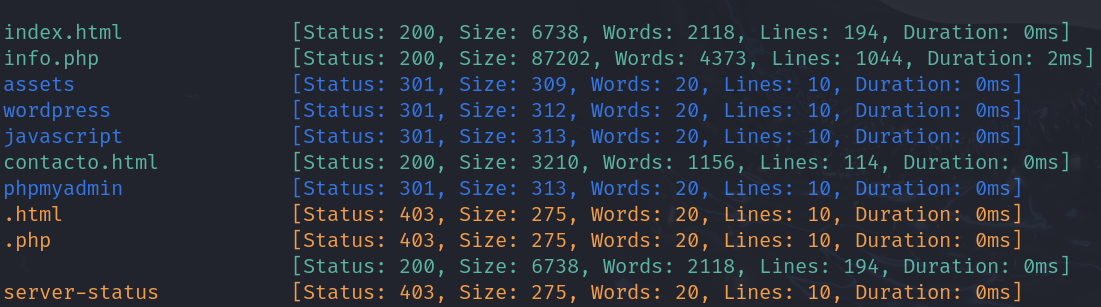 index.html [Status: 200, Size: 6738, Words: 2118, Lines: 194, Duration: 0ms]
info.php [Status: 200, Size: 87202, Words: 4373, Lines: 1044, Duration: 2ms]
assets [Status: 301, Size: 309, Words: 20, Lines: 10, Duration: 0ms]
wordpress [Status: 301, Size: 312, Words: 20, Lines: 10, Duration: 0ms]
javascript [Status: 301, Size: 313, Words: 20, Lines: 10, Duration: 0ms]
contacto.html [Status: 200, Size: 3210, Words: 1156, Lines: 114, Duration: 0ms]
phpmyadmin [Status: 301, Size: 313, Words: 20, Lines: 10, Duration: 0ms]
.html [Status: 403, Size: 275, Words: 20, Lines: 10, Duration: 0ms]
.php [Status: 403, Size: 275, Words: 20, Lines: 10, Duration: 0ms]
[Status: 200, Size: 6738, Words: 2118, Lines: 194, Duration: 0ms]
server-status [Status: 403, Size: 275, Words: 20, Lines: 10, Duration: 0ms]